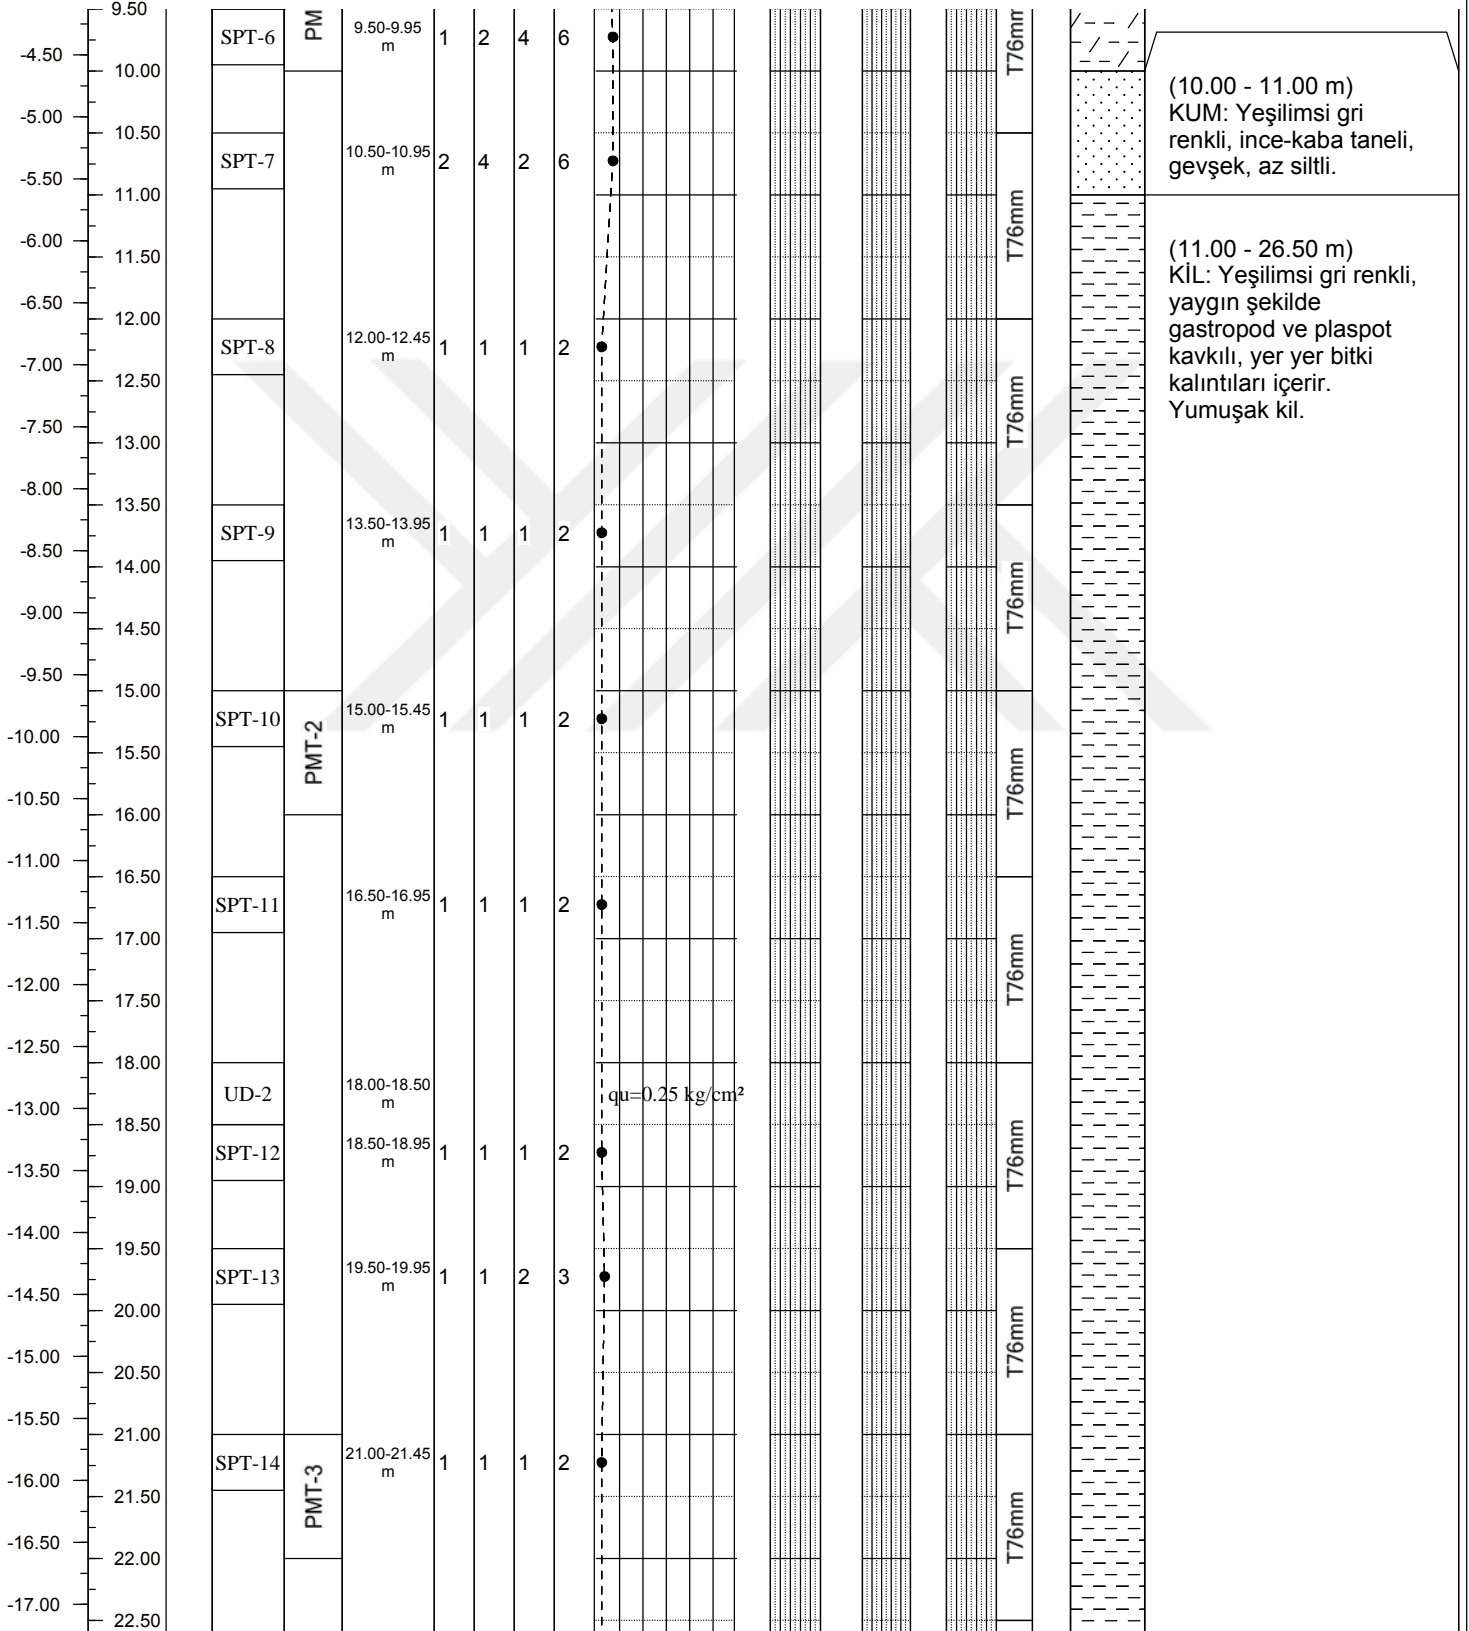 9.50
SPT-6 PM 9.50-9.95 m 1 2 4 6 T76mm
-4.50
10.00
(10.00 - 11.00 m)
KUM: Yeşilimsi gri
renkli, ince-kaba taneli,
gevşek, az siltli.
-5.00
10.50
SPT-7 10.50-10.95 m 2 4 2 6
-5.50
11.00
T76mm
-6.00
11.50
(11.00 - 26.50 m)
KİL: Yeşilimsi gri renkli,
yaygın şekilde
gastropod ve plaspot
kavkılı, yer yer bitki
kalıntıları içerir.
Yumuşak kil.
-6.50
12.00
SPT-8 12.00-12.45 m 1 1 1 2
-7.00
12.50
T76mm
-7.50
13.00
-8.00
13.50
SPT-9 13.50-13.95 m 1 1 1 2
-8.50
14.00
T76mm
-9.00
14.50
-9.50
15.00
SPT-10 PMT-2 15.00-15.45 m 1 1 1 2
-10.00
15.50
T76mm
-10.50
16.00
-11.00
16.50
SPT-11 16.50-16.95 m 1 1 1 2
-11.50
17.00
T76mm
-12.00
17.50
-12.50
18.00
UD-2 18.00-18.50 m qu=0.25 kg/cm²
-13.00
18.50
T76mm
SPT-12 18.50-18.95 m 1 1 1 2
-13.50
19.00
-14.00
19.50
SPT-13 19.50-19.95 m 1 1 2 3
-14.50
20.00
T76mm
-15.00
20.50
-15.50
21.00
SPT-14 PMT-3 21.00-21.45 m 1 1 1 2
-16.00
21.50
T76mm
-16.50
22.00
-17.00
22.50